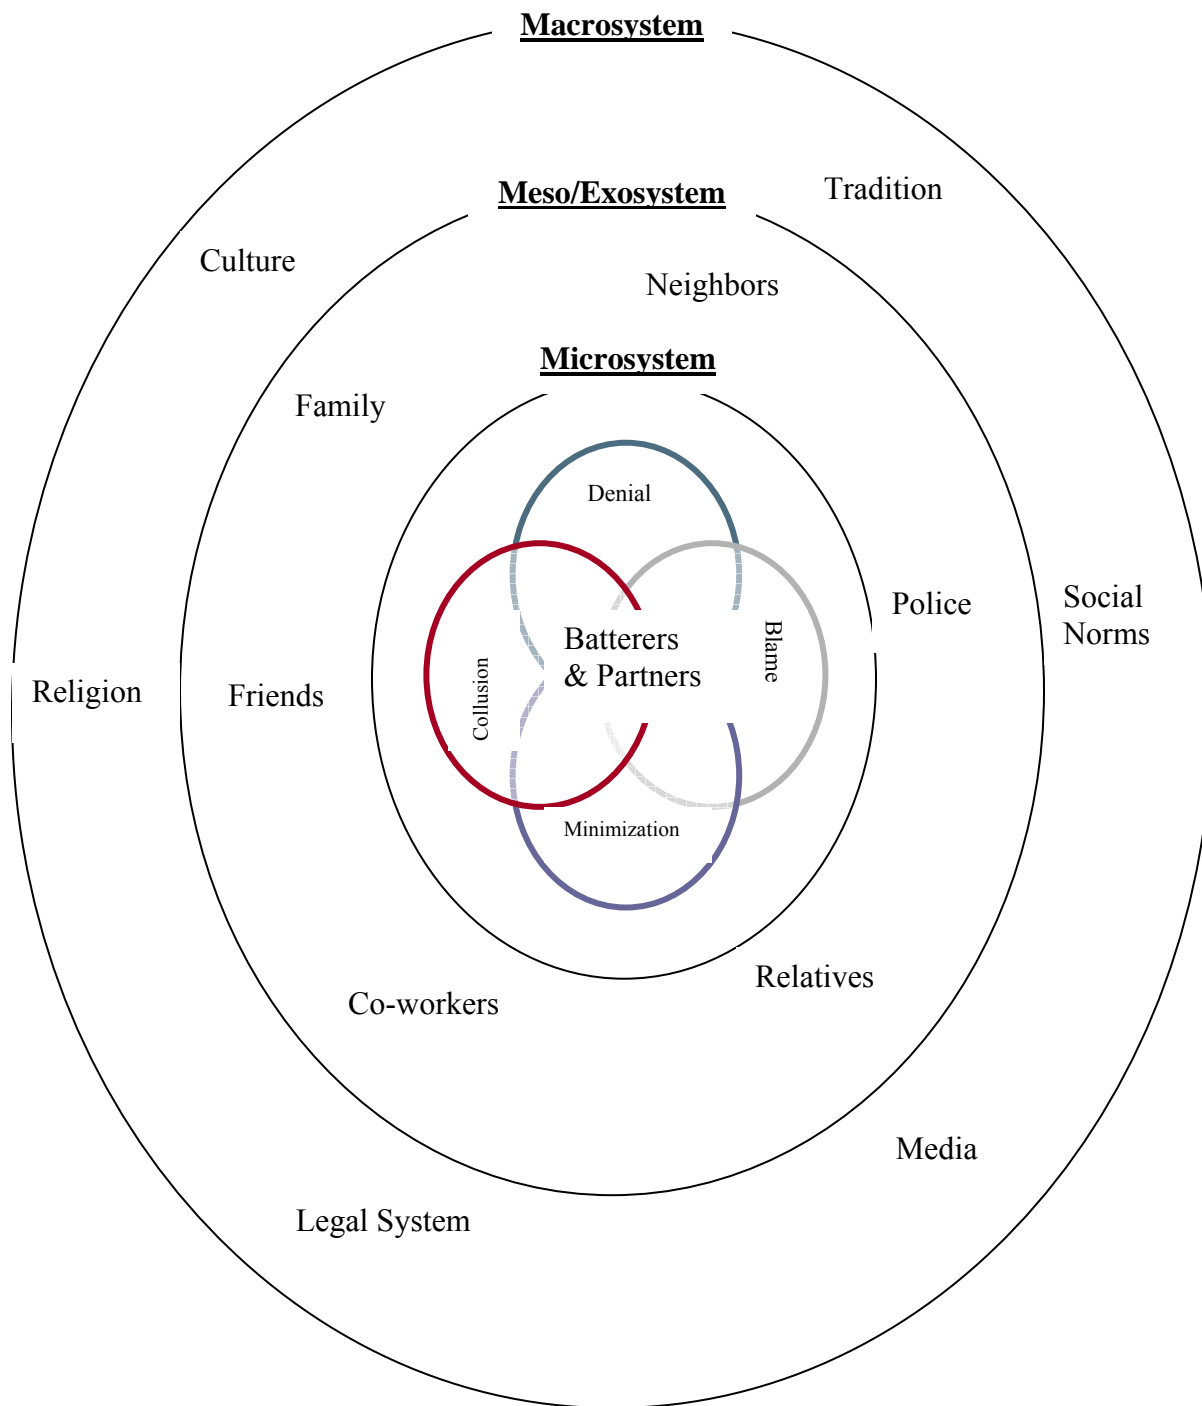 Macrosystem
Tradition
Meso/Exosystem
Culture
Neighbors
Microsystem
Family
Denial
Police
Social
Norms
Batterers
& Partners
Blame
Collusion
Religion
Friends
Minimization
Relatives
Co-workers
Media
Legal System